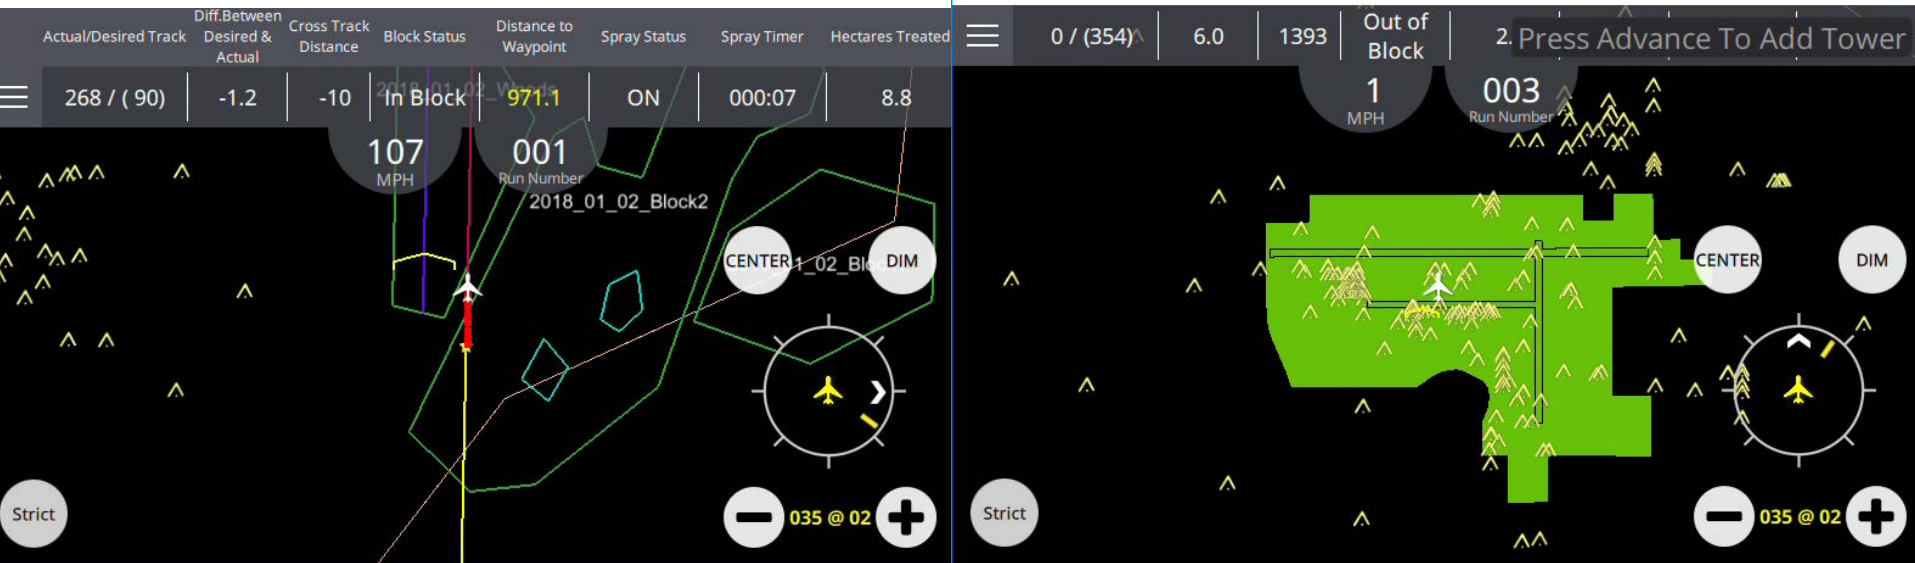 Actual/Desired Track
Diff.Between
Desired &
Actual
Cross Track
Distance
Block Status
Distance to
Waypoint
Spray Status
Spray Timer
Hectares Treated
268 / ( 90)
-1.2
-10
In Block
971.1
ON
000:07
8.8
2018_01_02_Woods
107
MPH
001
Run Number
2018_01_02_Block2
CENTER
1_02_Blo
DIM
Strict
035 @ 02
0 / (354)
6.0
1393
Out of
Block
2.
Press Advance To Add Tower
1
MPH
003
Run Number
CENTER
DIM
Strict
035 @ 02